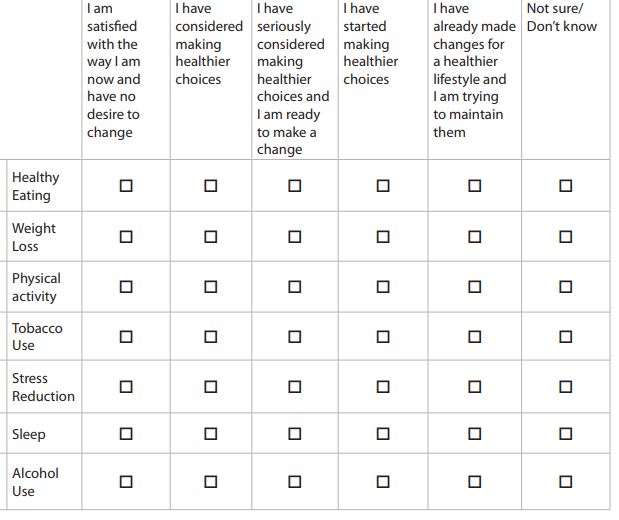 I am
satisfied
with the
way I am
now and
have no
desire to
change
I have
considered
making
healthier
choices
I have
seriously
considered
making
healthier
choices and
I am ready
to make a
change
I have
started
making
healthier
choices
I have
already made
changes for
a healthier
lifestyle and
I am trying
to maintain
them
Not sure/
Don't know
Healthy
Eating
Weight
Loss
Physical
activity
Tobacco
Use
Stress
Reduction
Sleep
Alcohol
Use